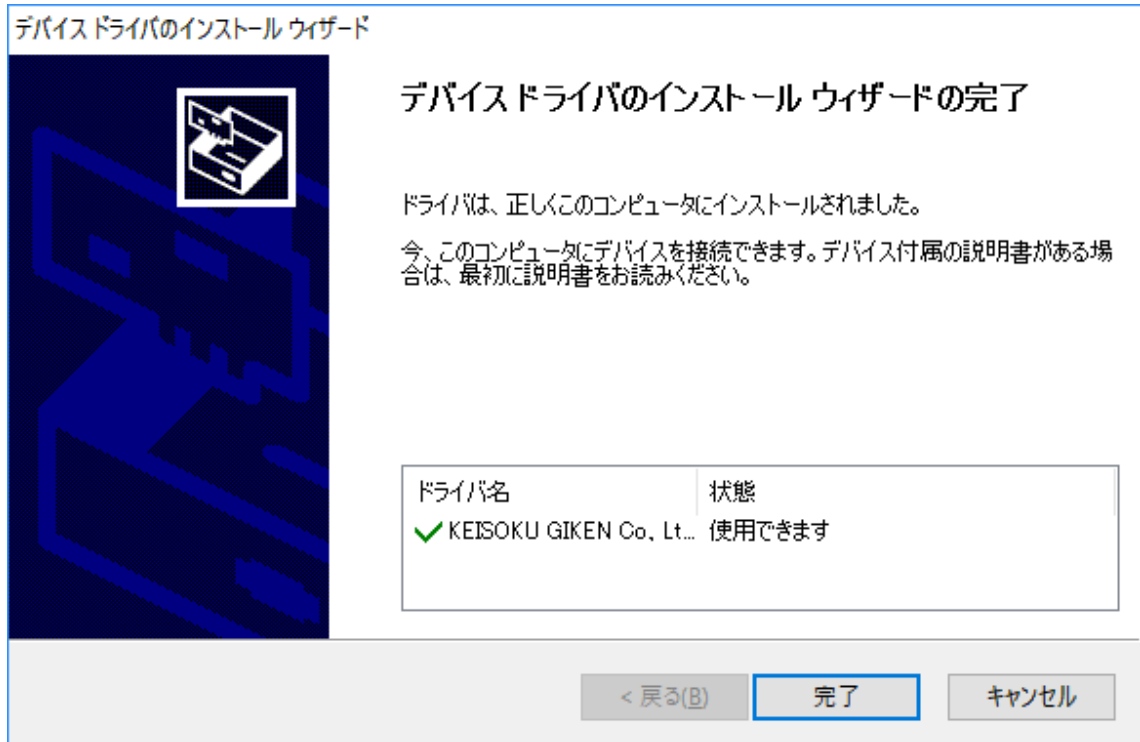 デバイス ドライバのインストール ウィザード
デバイス ドライバのインストール ウィザードの完了
ドライバは、正しくこのコンピュータにインストールされました。
今、このコンピュータにデバイスを接続できます。デバイス付属の説明書がある場
合は、最初に説明書をお読みください。
ドライバ名 状態
KEISOKU GIKEN Co, Lt... 使用できます
< 戻る(B) 完了 キャンセル